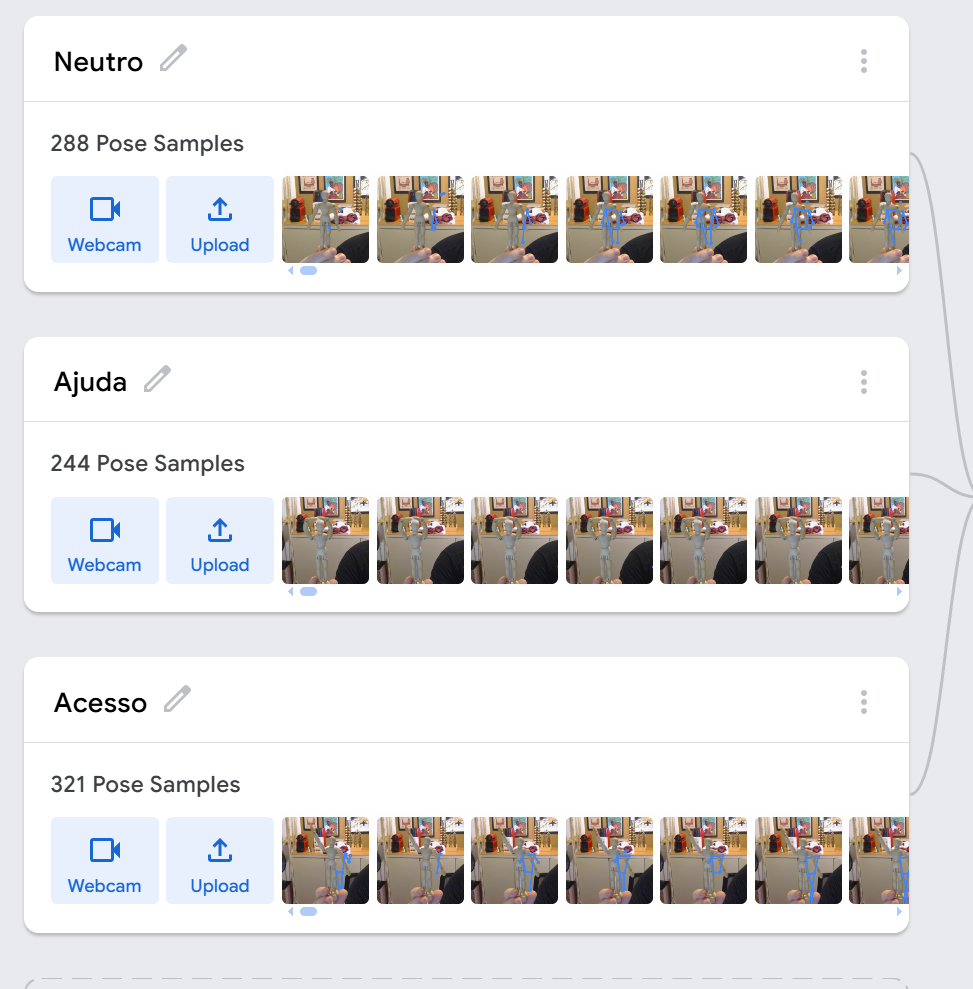 Neutro
288 Pose Samples
Webcam
Upload
Ajuda
244 Pose Samples
Webcam
Upload
Acesso
321 Pose Samples
Webcam
Upload